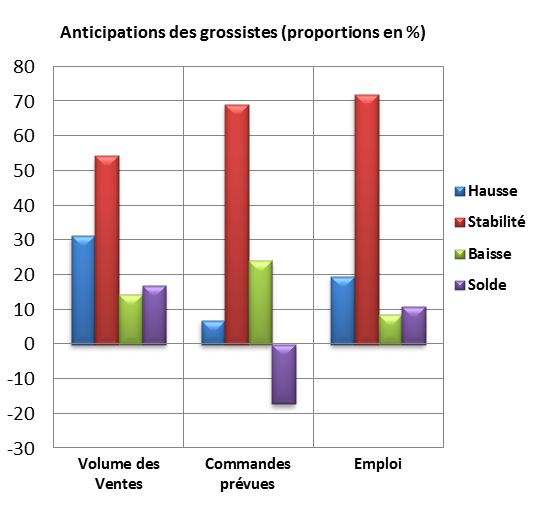 Anticipations des grossistes (proportions en %)
80
70
60
50
40
30
20
10
0
-10
-20
-30
Hausse
Stabilité
Baisse
Solde
Volume des
Ventes
Commandes
prévues
Emploi